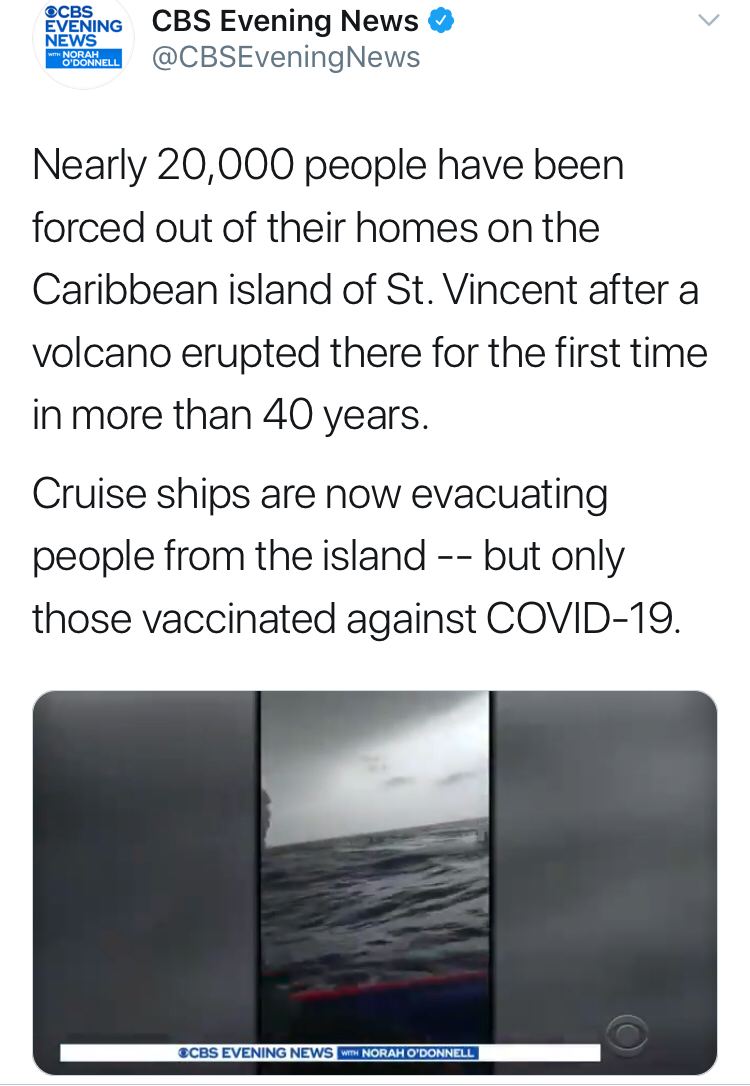 CBS
EVENING
NEWS
WITH NORAH
O'DONNELL
CBS Evening News
@CBSEveningNews
Nearly 20,000 people have been
forced out of their homes on the
Caribbean island of St. Vincent after a
volcano erupted there for the first time
in more than 40 years.
Cruise ships are now evacuating
people from the island -- but only
those vaccinated against COVID-19.
CBS EVENING NEWS WITH NORAH O'DONNELL